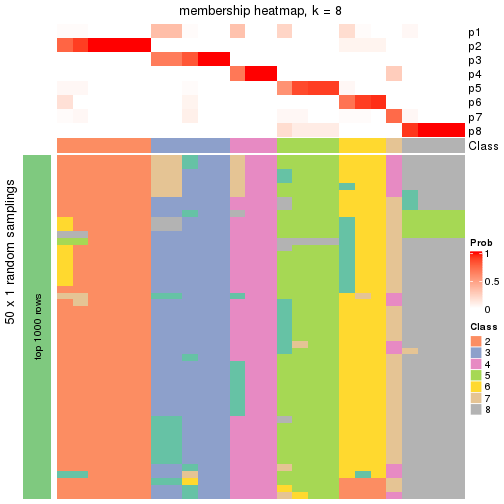 membership heatmap, k = 8
p1
p2
p3
p4
p5
p6
p7
p8
Class
50 x 1 random samplings
top 1000 rows
Prob
1
0.5
0
Class
2
3
4
5
6
7
8